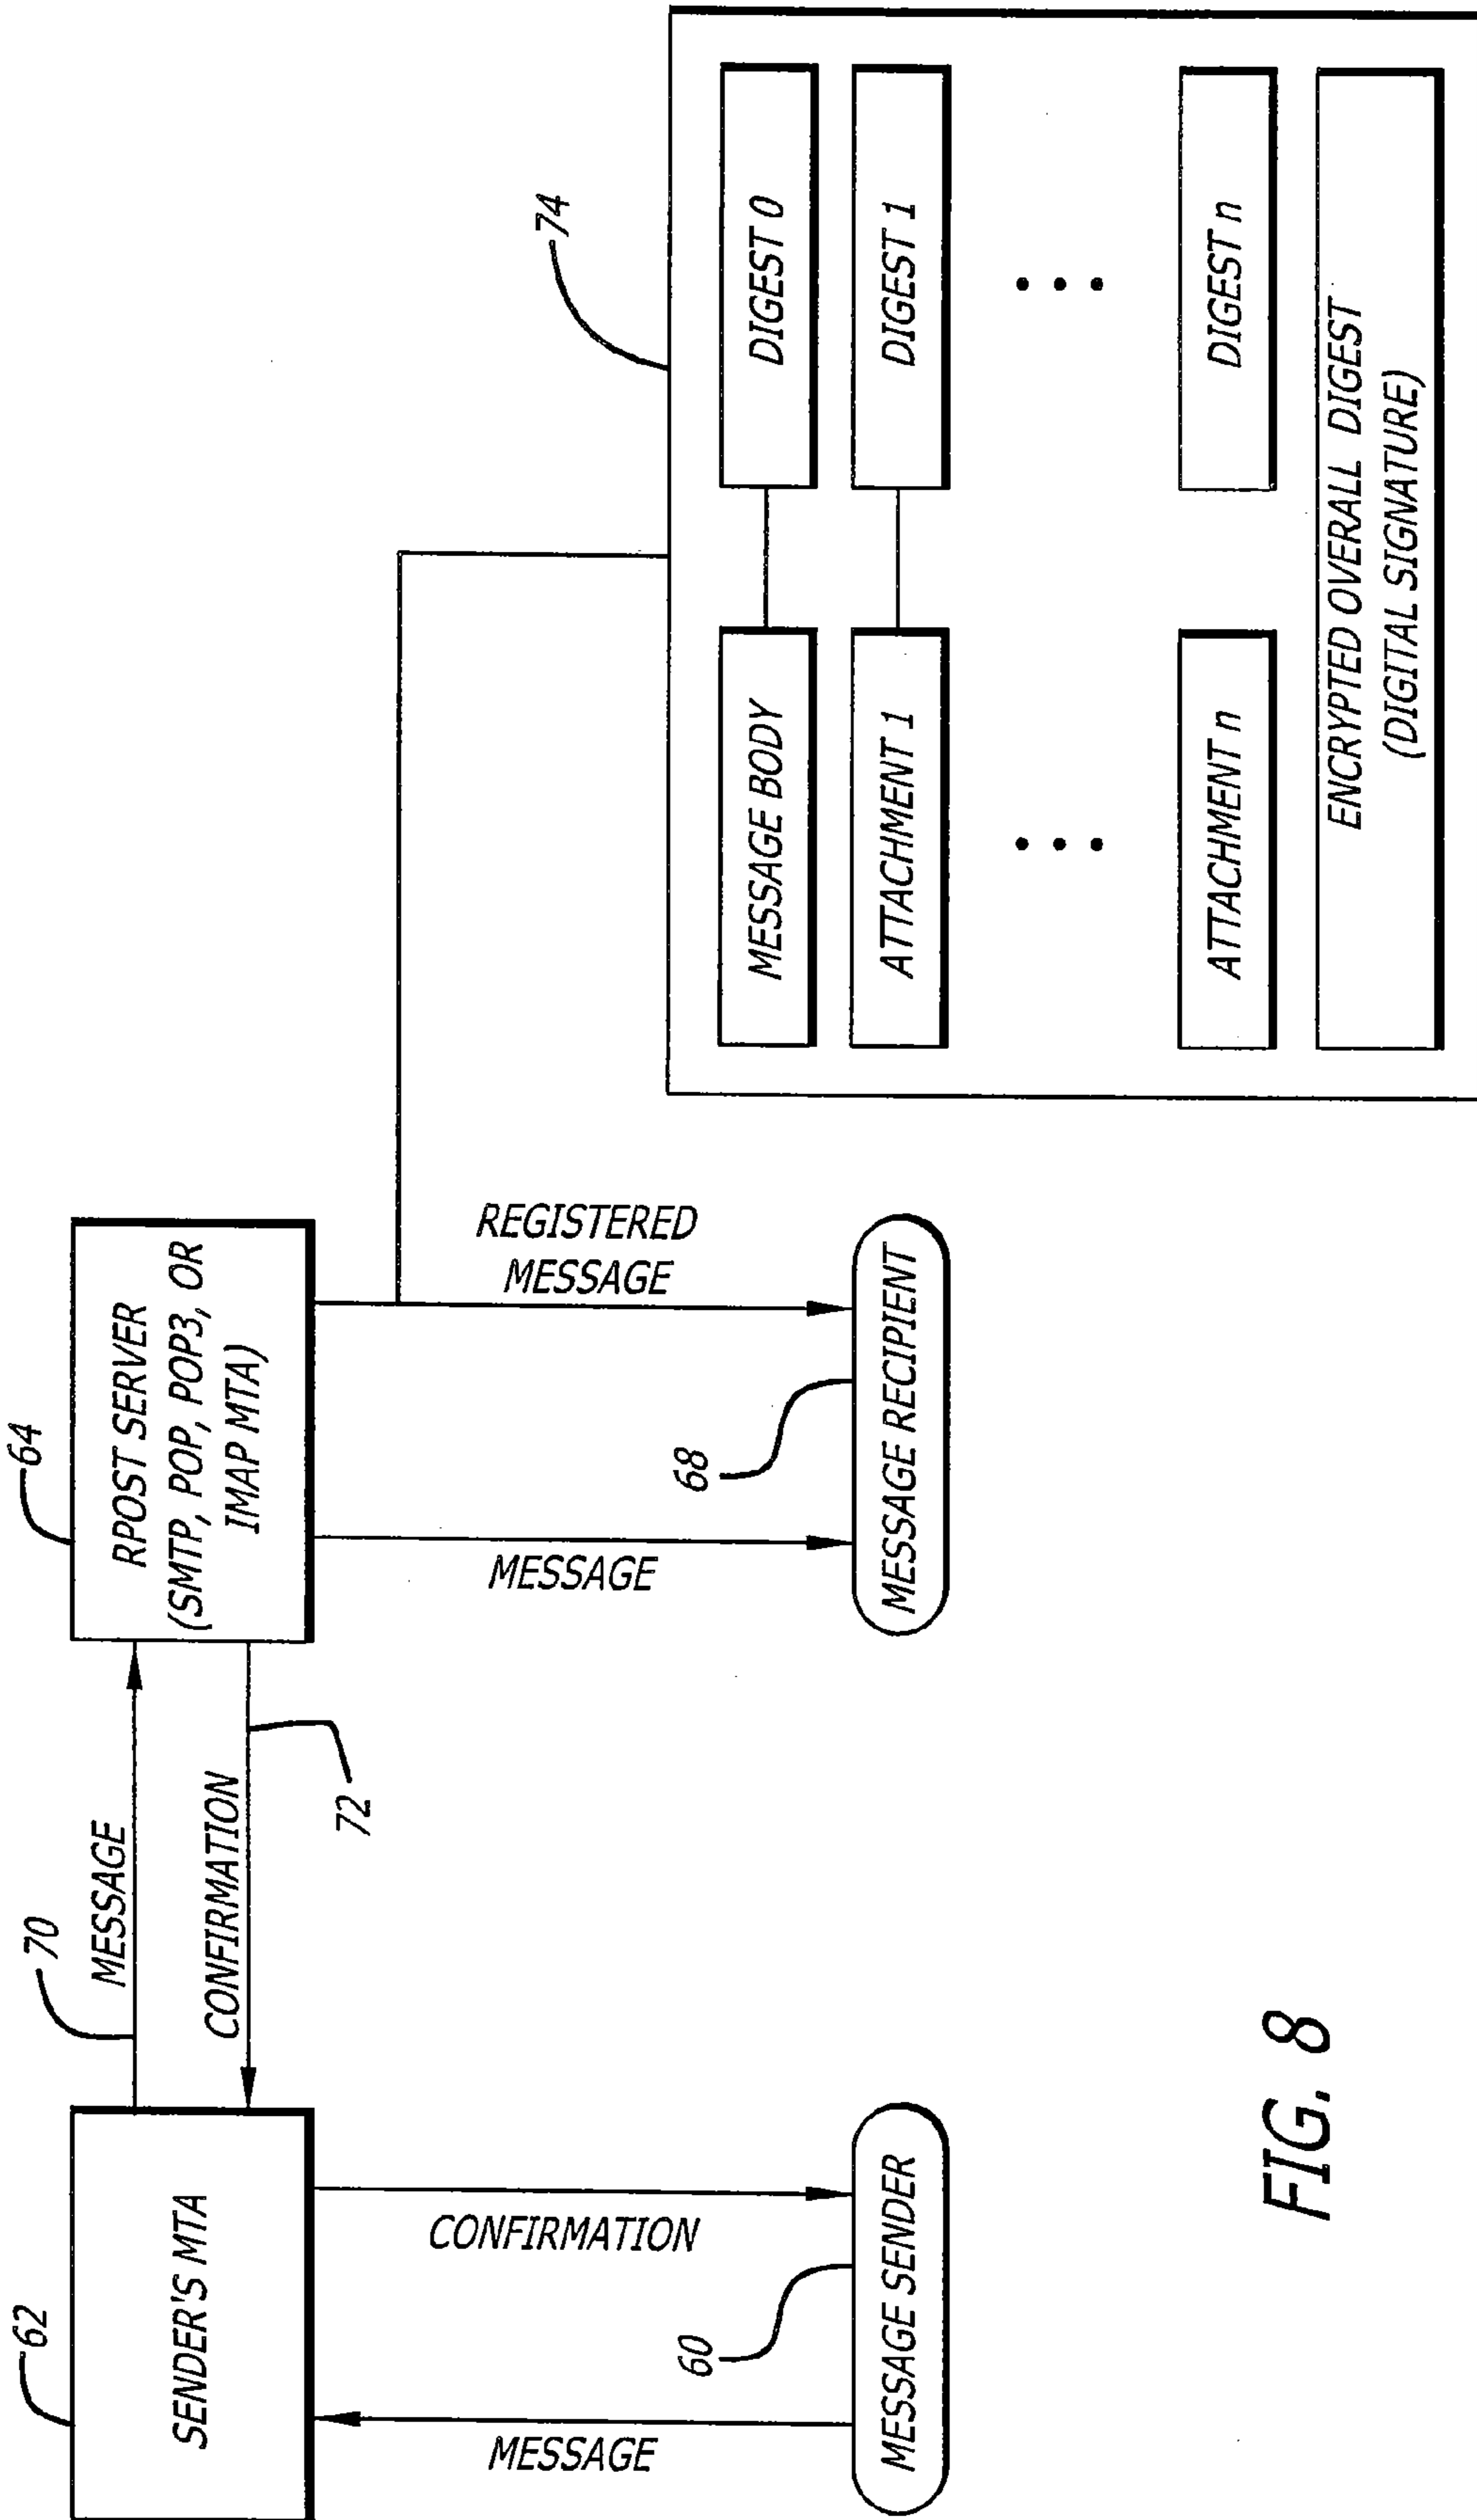 62
SENDER'S MTA
70
MESSAGE
CONFIRMATION
72
64
RPOST SERVER
(SMTP, POP, POP3, OR
IMAP MTA)
MESSAGE
CONFIRMATION
60
MESSAGE SENDER
MESSAGE
REGISTERED
MESSAGE
68
MESSAGE RECIPIENT
74
MESSAGE BODY
DIGEST 0
ATTACHMENT 1
DIGEST 1
ATTACHMENT n
DIGEST n
ENCRYPTED OVERALL DIGEST
(DIGITAL SIGNATURE)
FIG. 8